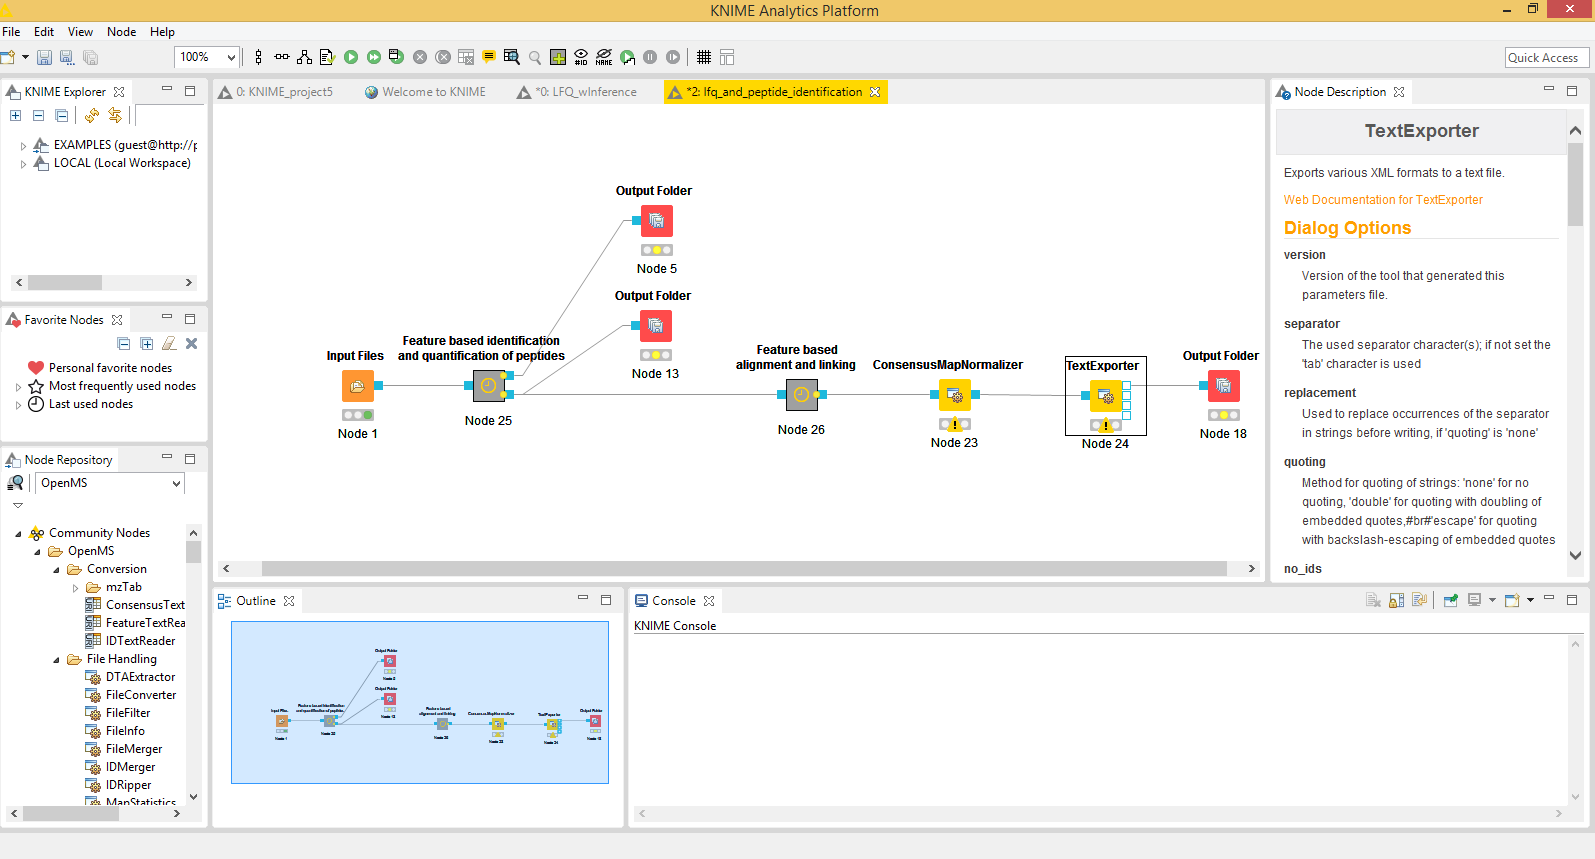 KNIME Analytics Platform
File Edit View Node Help
100%
Quick Access
KNIME Explorer
EXAMPLES (guest@http://p
LOCAL (Local Workspace)
Favorite Nodes
Personal favorite nodes
Most frequently used nodes
Last used nodes
Node Repository
OpenMS
Community Nodes
OpenMS
Conversion
mzTab
ConsensusText
FeatureTextRea
IDTextReader
File Handling
DTAExtractor
FileConverter
FileFilter
FileInfo
FileMerger
IDMerger
IDRipper
MapStatistics
0: KNIME_project5
Welcome to KNIME
*0: LFQ_wInference
*2: lfq_and_peptide_identification
Output Folder
Node 5
Output Folder
Node 13
Input Files
Node 1
Feature based identification
and quantification of peptides
Node 25
Feature based
alignment and linking
Node 26
ConsensusMapNormalizer
Node 23
TextExporter
Node 24
Output Folder
Node 18
Node Description
TextExporter
Exports various XML formats to a text file.
Web Documentation for TextExporter
Dialog Options
version
Version of the tool that generated this
parameters file.
separator
The used separator character(s); if not set the
'tab' character is used
replacement
Used to replace occurrences of the separator
in strings before writing, if 'quoting' is 'none'
quoting
Method for quoting of strings: 'none' for no
quoting, 'double' for quoting with doubling of
embedded quotes,#br#'escape' for quoting
with backslash-escaping of embedded quotes
no_ids
Outline
Console
KNIME Console